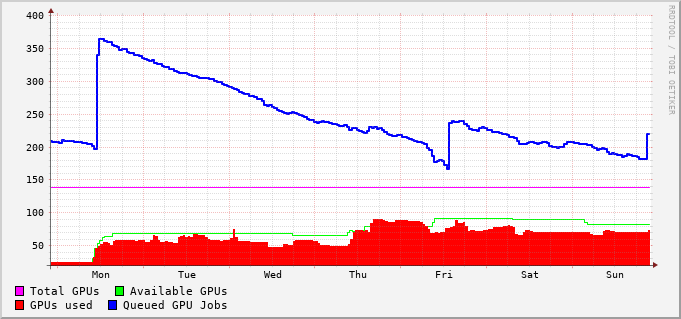 RRDTOOL / TOBI OETIKER
400
350
300
250
200
150
100
50
Mon Tue Wed Thu Fri Sat Sun
Total GPUs Available GPUs
GPUs used Queued GPU Jobs